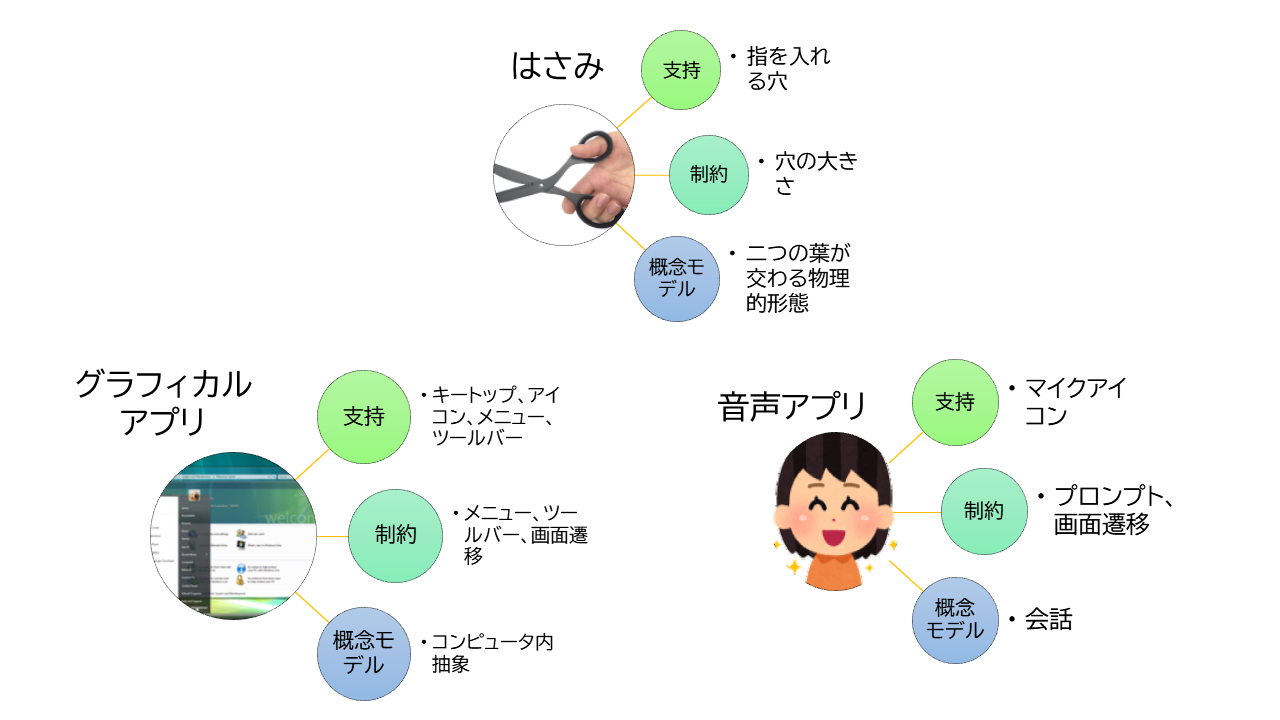 はさみ
支持
・指を入れ
る穴
制約
・穴の大き
さ
概念モ
デル
・二つの葉が
交わる物理
的形態
グラフィカル
アプリ
支持
・キートップ、アイ
コン、メニュー、
ツールバー
welcom
制約
・メニュー、ツー
ルバー、画面遷
移
概念モ
デル
・コンピュータ内
抽象
音声アプリ
支持
・マイクアイ
コン
制約
・プロンプト、
画面遷移
概念
モデル
・会話